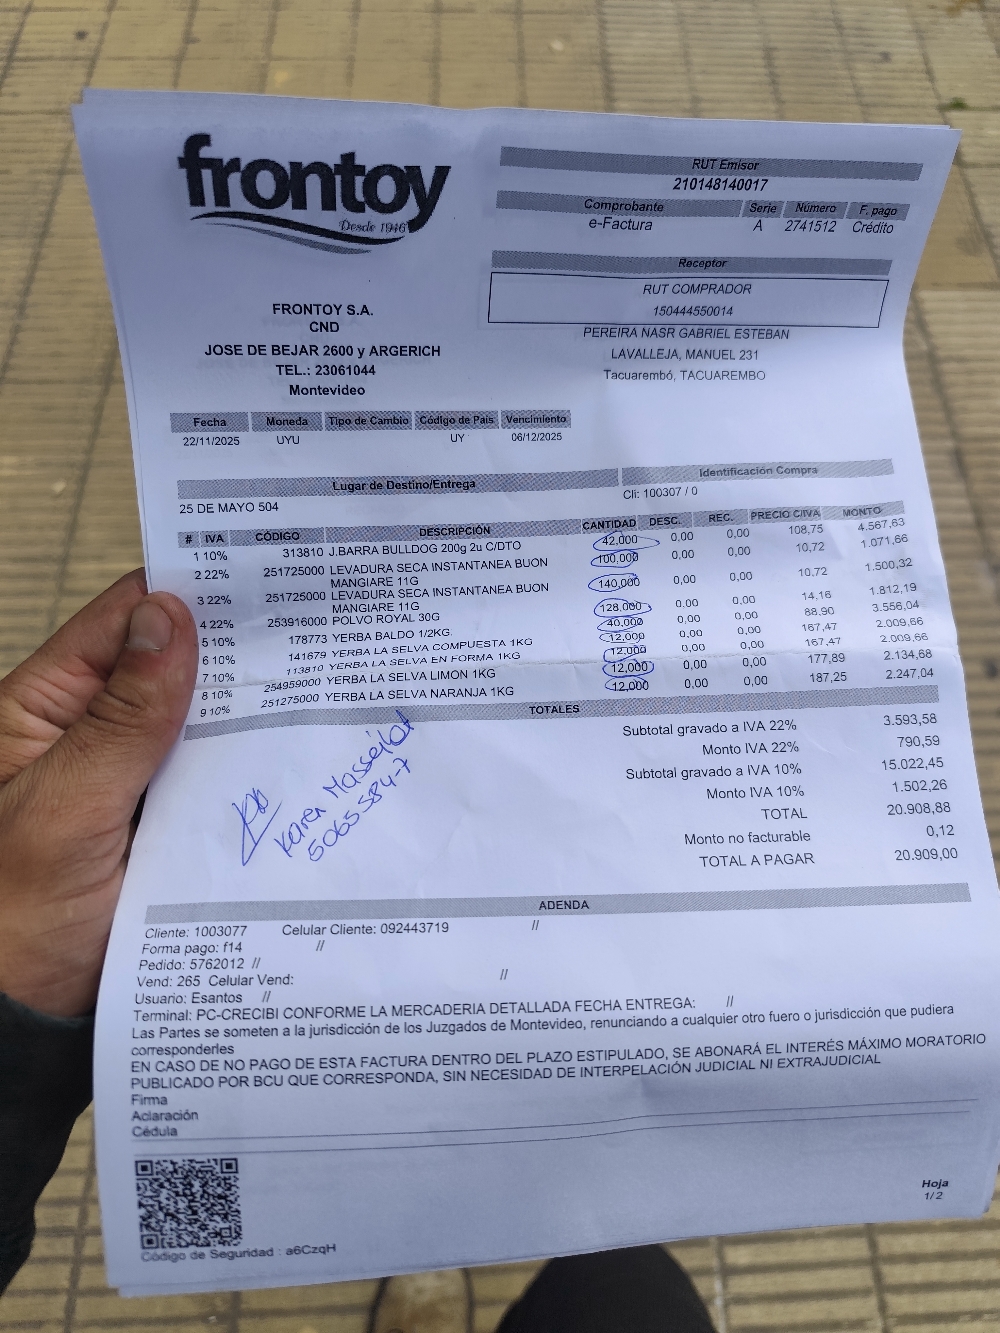 frontoy
Desde 1946
RUT Emisor
210148140017
Comprobante Serie Número F. pago
e-Factura A 2741512 Crédito
Receptor
RUT COMPRADOR
150444550014
PEREIRA NASR GABRIEL ESTEBAN
LAVALLEJA, MANUEL 231
Tacuarembó, TACUAREMBO
FRONTOY S.A.
CND
JOSE DE BEJAR 2600 y ARGERICH
TEL.: 23061044
Montevideo
Fecha Moneda Tipo de Cambio Código de País Vencimiento
22/11/2025 UYU UY 06/12/2025
Lugar de Destino/Entrega Identificación Compra
25 DE MAYO 504 Cli: 100307 / 0
# IVA CÓDIGO DESCRIPCIÓN CANTIDAD DESC. REC. PRECIO C/IVA MONTO
1 10% 313810 J.BARRA BULLDOG 200g 2u C/DTO 42,000 0,00 0,00 108,75 4.567,63
2 22% 251725000 LEVADURA SECA INSTANTANEA BUON MANGIARE 11G 100,000 0,00 0,00 10,72 1.071,66
3 22% 251725000 LEVADURA SECA INSTANTANEA BUON MANGIARE 11G 140,000 0,00 0,00 10,72 1.500,32
4 22% 253916000 POLVO ROYAL 30G 128,000 0,00 0,00 14,16 1.812,19
5 10% 178773 YERBA BALDO 1/2KG. 40,000 0,00 0,00 88,90 3.556,04
6 10% 141679 YERBA LA SELVA COMPUESTA 1KG 12,000 0,00 0,00 167,47 2.009,66
7 10% 113810 YERBA LA SELVA EN FORMA 1KG 12,000 0,00 0,00 167,47 2.009,66
8 10% 254959000 YERBA LA SELVA LIMON 1KG 12,000 0,00 0,00 177,89 2.134,68
9 10% 251275000 YERBA LA SELVA NARANJA 1KG 12,000 0,00 0,00 187,25 2.247,04
TOTALES
Subtotal gravado a IVA 22% 3.593,58
Monto IVA 22% 790,59
Subtotal gravado a IVA 10% 15.022,45
Monto IVA 10% 1.502,26
TOTAL 20.908,88
Monto no facturable 0,12
TOTAL A PAGAR 20.909,00
Karen
5065584-7
ADENDA
Cliente: 1003077 Celular Cliente: 092443719 //
Forma pago: f14 //
Pedido: 5762012 //
Vend: 265 Celular Vend: //
Usuario: Esantos //
Terminal: PC-CRECIBI CONFORME LA MERCADERIA DETALLADA FECHA ENTREGA: //
Las Partes se someten a la jurisdicción de los Juzgados de Montevideo, renunciando a cualquier otro fuero o jurisdicción que pudiera
corresponderles
EN CASO DE NO PAGO DE ESTA FACTURA DENTRO DEL PLAZO ESTIPULADO, SE ABONARÁ EL INTERÉS MÁXIMO MORATORIO
PUBLICADO POR BCU QUE CORRESPONDA, SIN NECESIDAD DE INTERPELACIÓN JUDICIAL NI EXTRAJUDICIAL
Firma
Aclaración
Cédula
Hoja
1/2
Código de Seguridad : a6CzqH